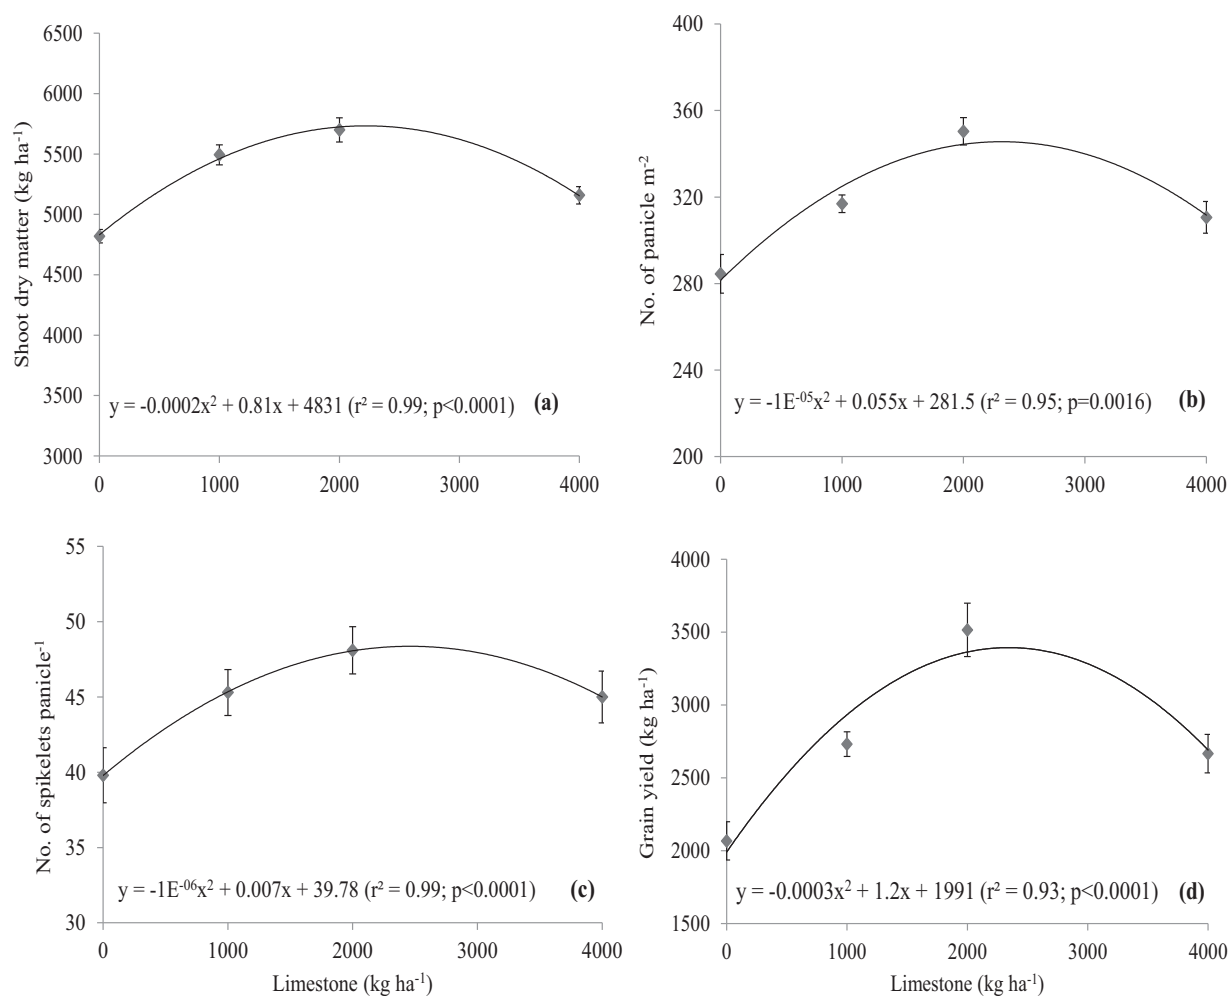 Shoot dry matter (kg ha⁻¹)
6500
6000
5500
5000
4500
4000
3500
3000
0 1000 2000 3000 4000
y = -0.0002x² + 0.81x + 4831 (r² = 0.99; p<0.0001) (a)
No. of panicle m⁻²
400
360
320
280
240
200
0 1000 2000 3000 4000
y = -1E⁻⁰⁵x² + 0.055x + 281.5 (r² = 0.95; p=0.0016) (b)
No. of spikelets panicle⁻¹
55
50
45
40
35
30
0 1000 2000 3000 4000
y = -1E⁻⁰⁶x² + 0.007x + 39.78 (r² = 0.99; p<0.0001) (c)
Limestone (kg ha⁻¹)
Grain yield (kg ha⁻¹)
4000
3500
3000
2500
2000
1500
0 1000 2000 3000 4000
y = -0.0003x² + 1.2x + 1991 (r² = 0.93; p<0.0001) (d)
Limestone (kg ha⁻¹)